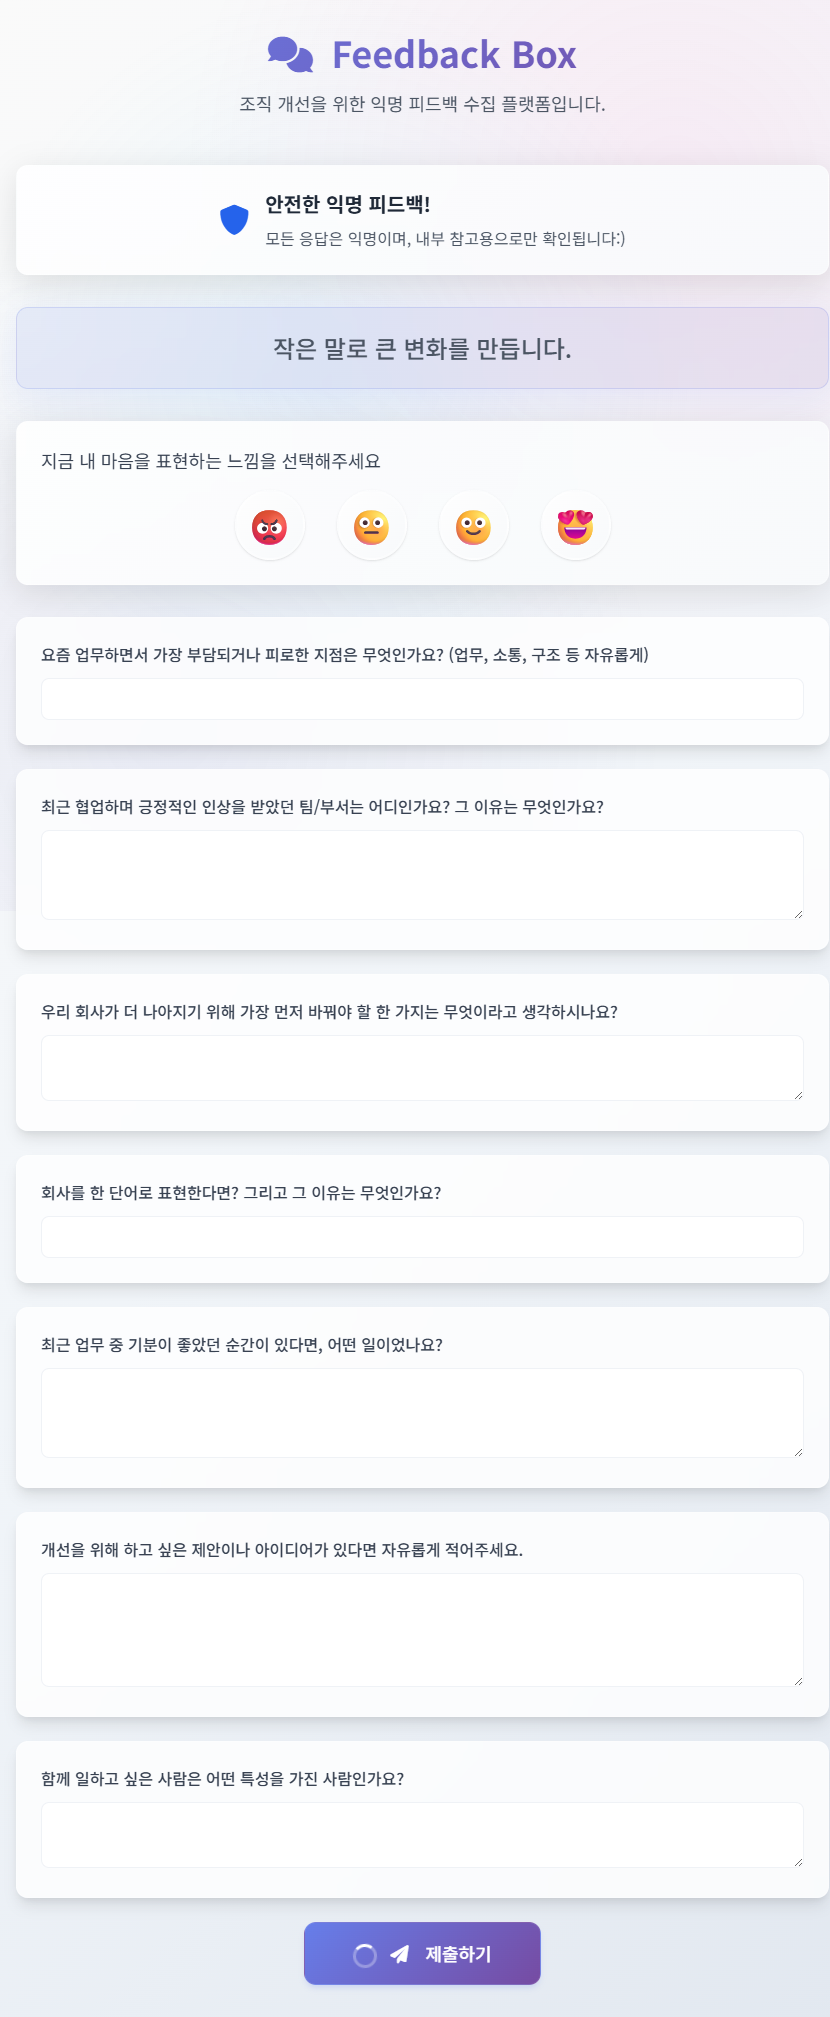 Feedback Box
조직 개선을 위한 익명 피드백 수집 플랫폼입니다.
안전한 익명 피드백!
모든 응답은 익명이며, 내부 참고용으로만 확인됩니다:)
작은 말로 큰 변화를 만듭니다.
지금 내 마음을 표현하는 느낌을 선택해주세요
요즘 업무하면서 가장 부담되거나 피로한 지점은 무엇인가요? (업무, 소통, 구조 등 자유롭게)
최근 협업하며 긍정적인 인상을 받았던 팀/부서는 어디인가요? 그 이유는 무엇인가요?
우리 회사가 더 나아지기 위해 가장 먼저 바꿔야 할 한 가지는 무엇이라고 생각하시나요?
회사를 한 단어로 표현한다면? 그리고 그 이유는 무엇인가요?
최근 업무 중 기분이 좋았던 순간이 있다면, 어떤 일이었나요?
개선을 위해 하고 싶은 제안이나 아이디어가 있다면 자유롭게 적어주세요.
함께 일하고 싶은 사람은 어떤 특성을 가진 사람인가요?
제출하기